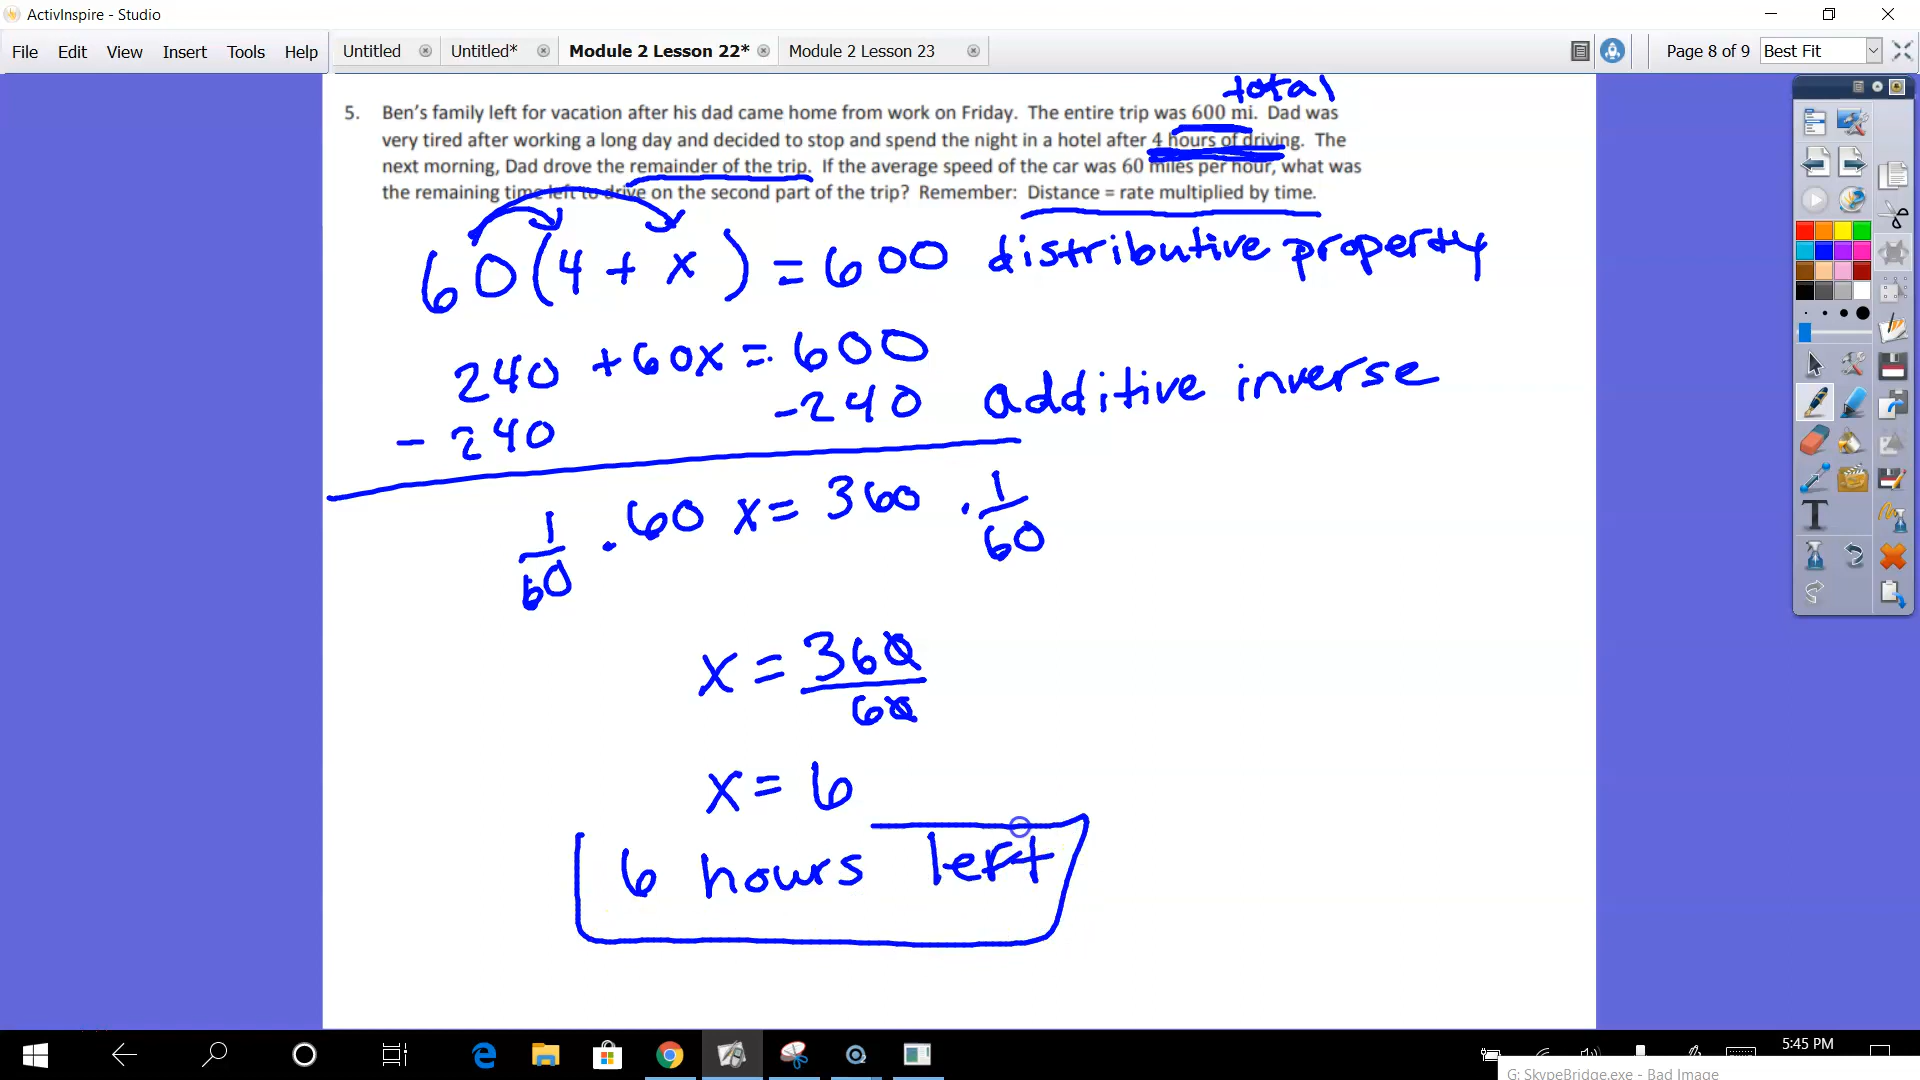 ActivInspire - Studio
File Edit View Insert Tools Help Untitled Untitled* Module 2 Lesson 22* Module 2 Lesson 23 Page 8 of 9 Best Fit
total
5. Ben's family left for vacation after his dad came home from work on Friday. The entire trip was 600 mi. Dad was
very tired after working a long day and decided to stop and spend the night in a hotel after 4 hours of driving. The
next morning, Dad drove the remainder of the trip. If the average speed of the car was 60 miles per hour, what was
the remaining time left to drive on the second part of the trip? Remember: Distance = rate multiplied by time.
60(4 + x) = 600 distributive property
240 + 60x = 600
- 240 -240 additive inverse
1/60 · 60 x = 360 · 1/60
x = 360/60
x = 6
6 hours left
T
5:45 PM
G: SkypeBridge.exe - Bad Image